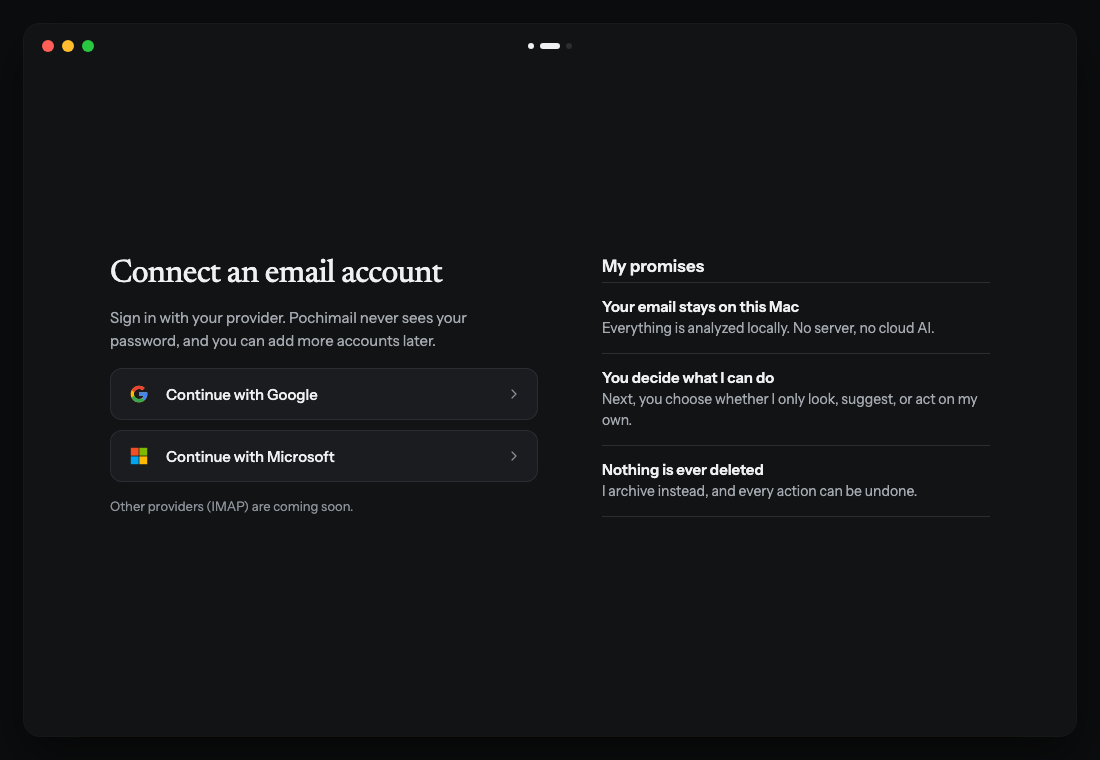 Connect an email account
Sign in with your provider. Pochimail never sees your
password, and you can add more accounts later.
Continue with Google
Continue with Microsoft
Other providers (IMAP) are coming soon.
My promises
Your email stays on this Mac
Everything is analyzed locally. No server, no cloud AI.
You decide what I can do
Next, you choose whether I only look, suggest, or act on my
own.
Nothing is ever deleted
I archive instead, and every action can be undone.